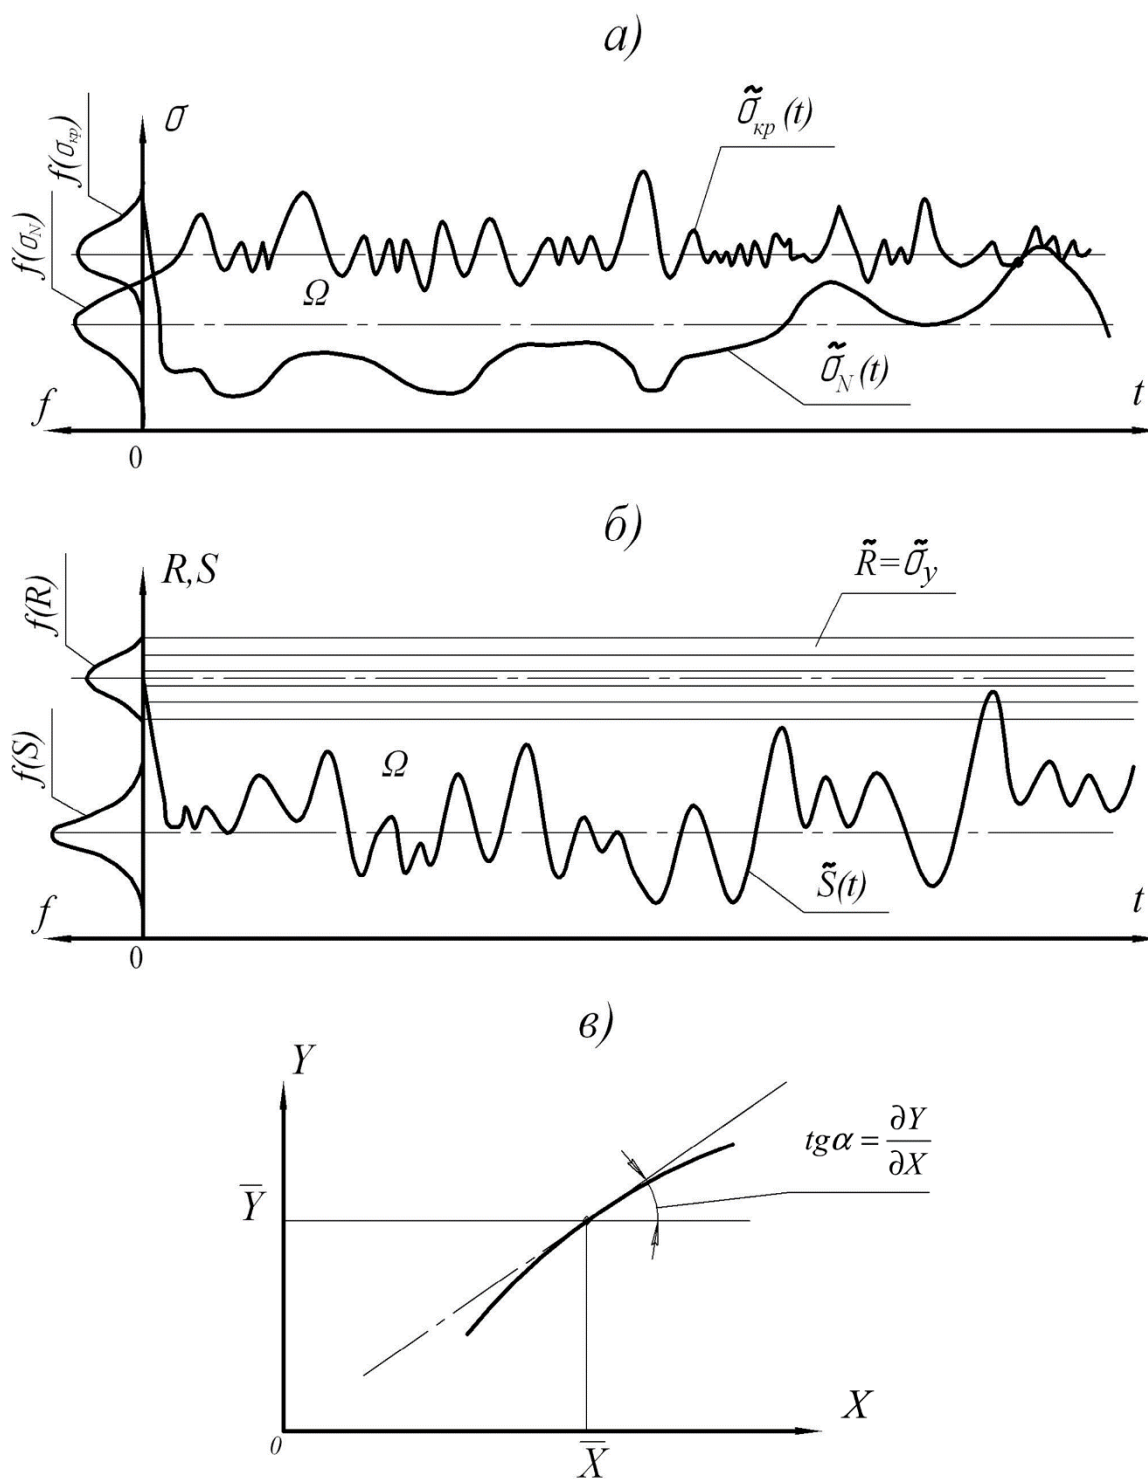 а)
σ
σ̃кр(t)
f(σкр)
f(σN)
Ω
σ̃N(t)
f
t
0
б)
R,S
R̃=σ̃y
f(R)
f(S)
Ω
S̃(t)
f
t
0
в)
Y
tgα = ∂Y/∂X
Y̅
X
0
X̅